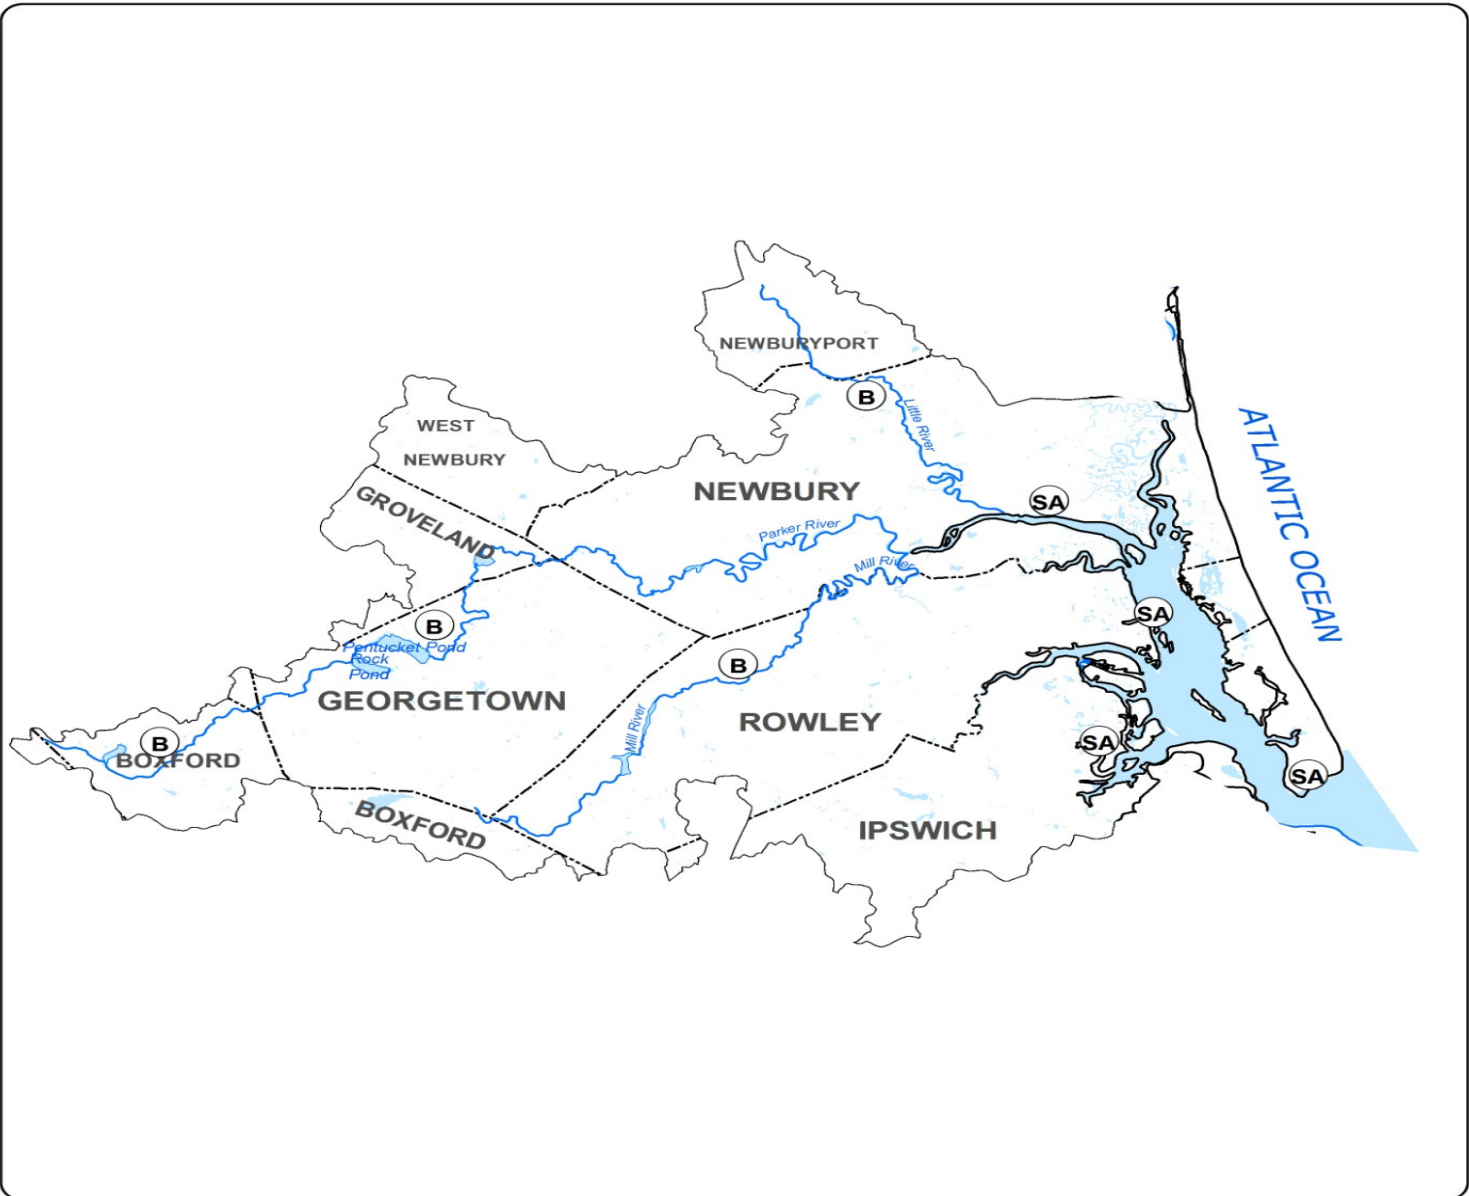 NEWBURYPORT
B
Little River
WEST
NEWBURY
GROVELAND
NEWBURY
SA
ATLANTIC OCEAN
Parker River
Mill River
B
Pentucket Pond
Rock
Pond
SA
B
GEORGETOWN
ROWLEY
Mill River
B
BOXFORD
SA
SA
BOXFORD
IPSWICH